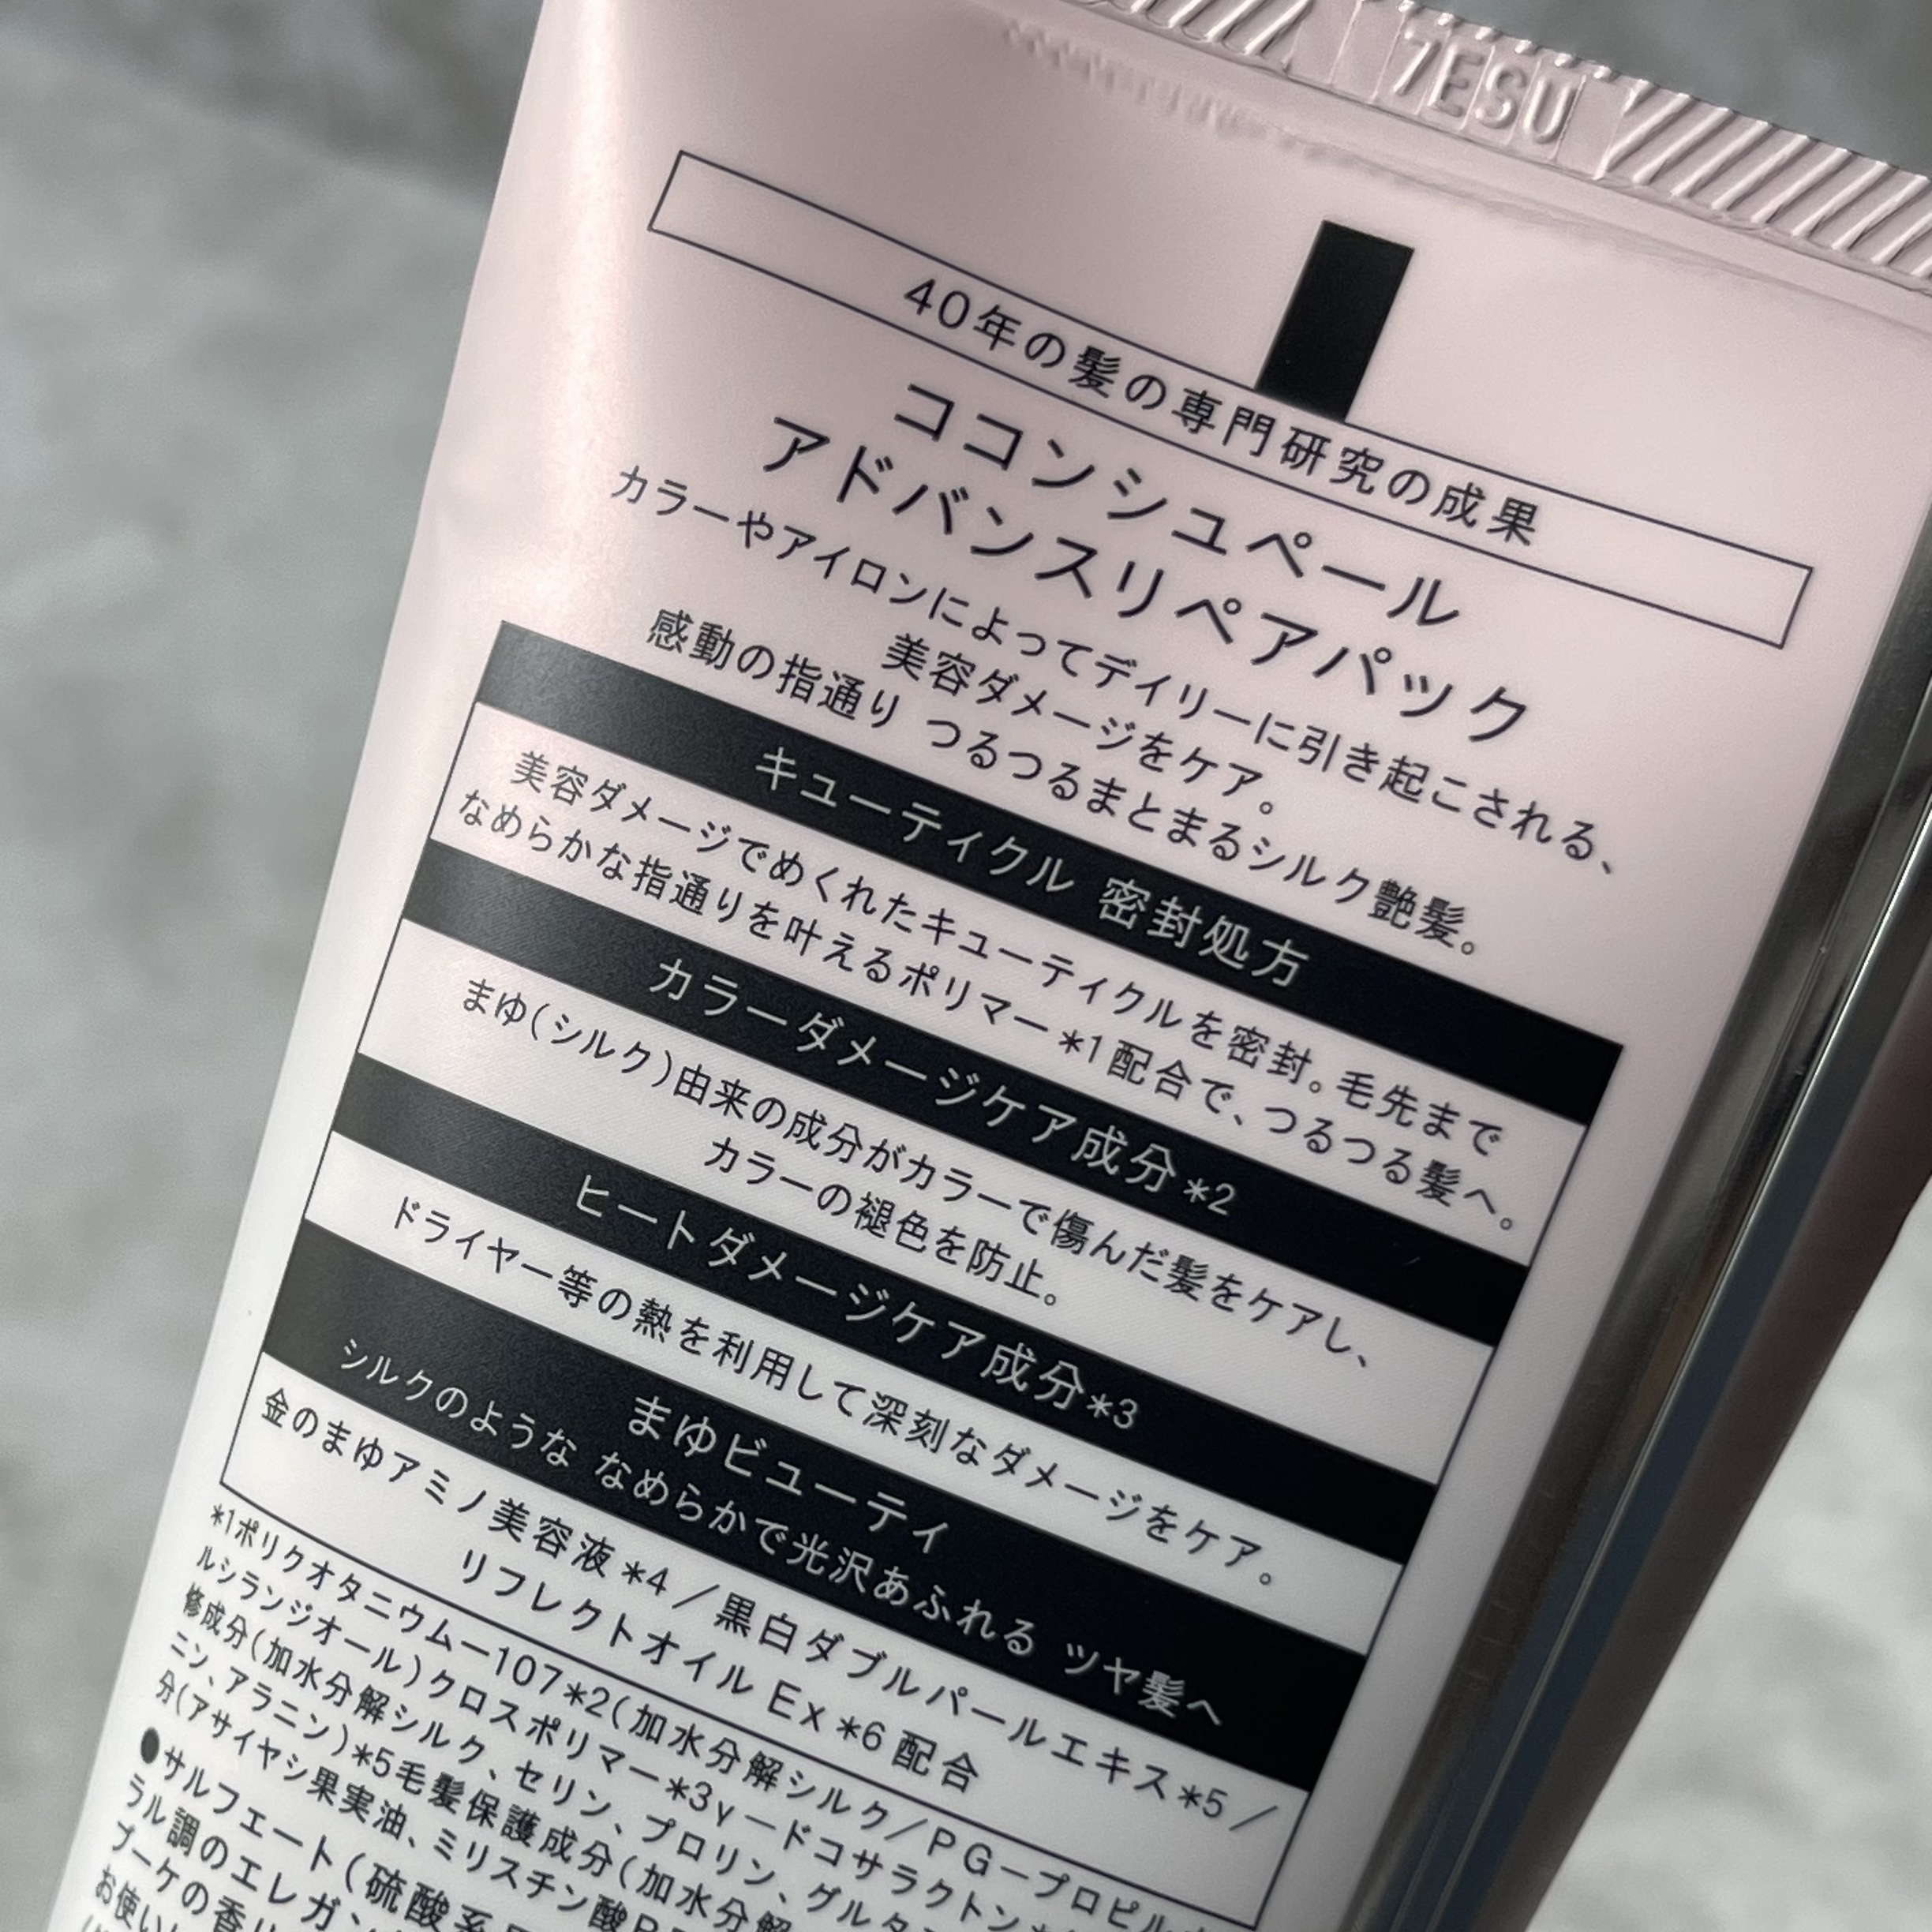 7ESU
40年の髪の専門研究の成果
ココンシュペール
アドバンスリペアパック
カラーやアイロンによってデイリーに引き起こされる、
美容ダメージをケア。
感動の指通り つるつるまとまるシルク艶髪。
キューティクル 密封処方
美容ダメージでめくれたキューティクルを密封。毛先まで
なめらかな指通りを叶えるポリマー*1配合で、つるつる髪へ。
カラーダメージケア成分*2
まゆ(シルク)由来の成分がカラーで傷んだ髪をケアし、
カラーの褪色を防止。
ヒートダメージケア成分*3
ドライヤー等の熱を利用して深刻なダメージをケア。
まゆビューティ
シルクのような なめらかで光沢あふれる ツヤ髪へ
金のまゆアミノ美容液*4/黒白ダブルパールエキス*5/
リフレクトオイル Ex*6配合
*1ポリクオタニウムー107*2(加水分解シルク/PGープロピル
ルシランジオール)クロスポリマー*3γードコサラクトン
修成分(加水分解シルク、セリン、プロリン、グルタ
ニン、アラニン)*5毛髪保護成分(加水分解
分(アサイヤシ果実油、ミリスチン酸
●サルフェート(硫酸系
ラル調のエレガン
ブーケの香り
お使い